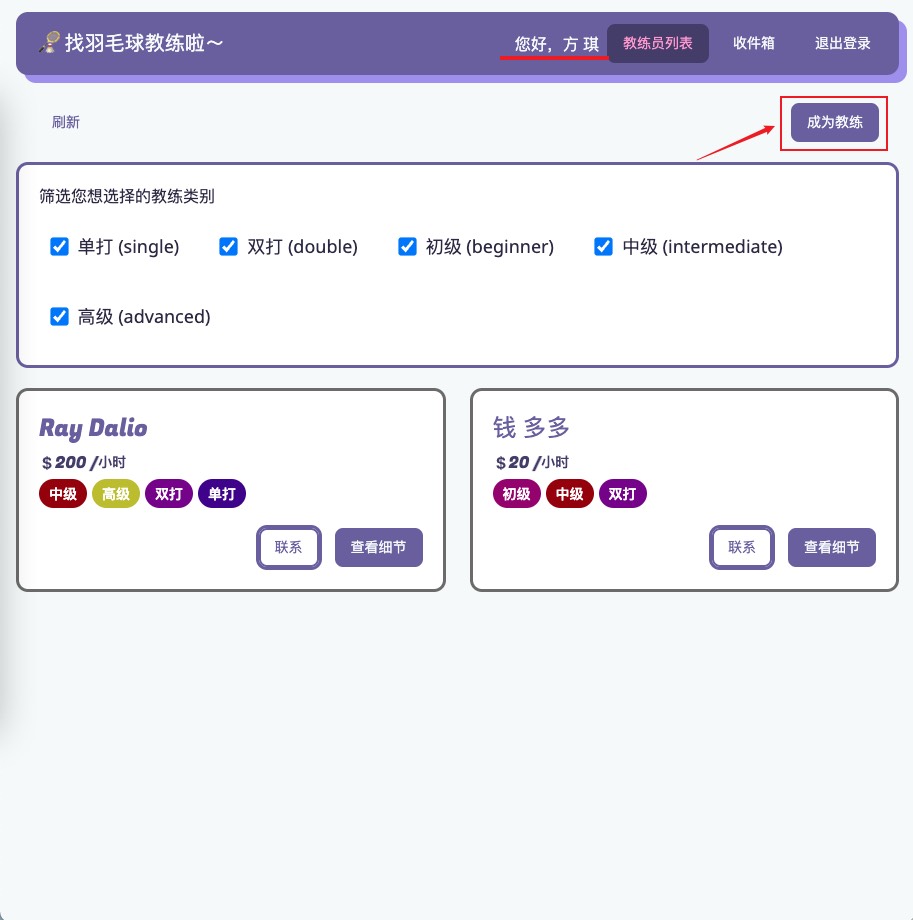 找羽毛球教练啦～ 您好，方 琪 教练员列表 收件箱 退出登录
刷新 成为教练
筛选您想选择的教练类别
单打 (single) 双打 (double) 初级 (beginner) 中级 (intermediate)
高级 (advanced)
Ray Dalio
$200 /小时
中级 高级 双打 单打
联系 查看细节
钱 多多
$20 /小时
初级 中级 双打
联系 查看细节